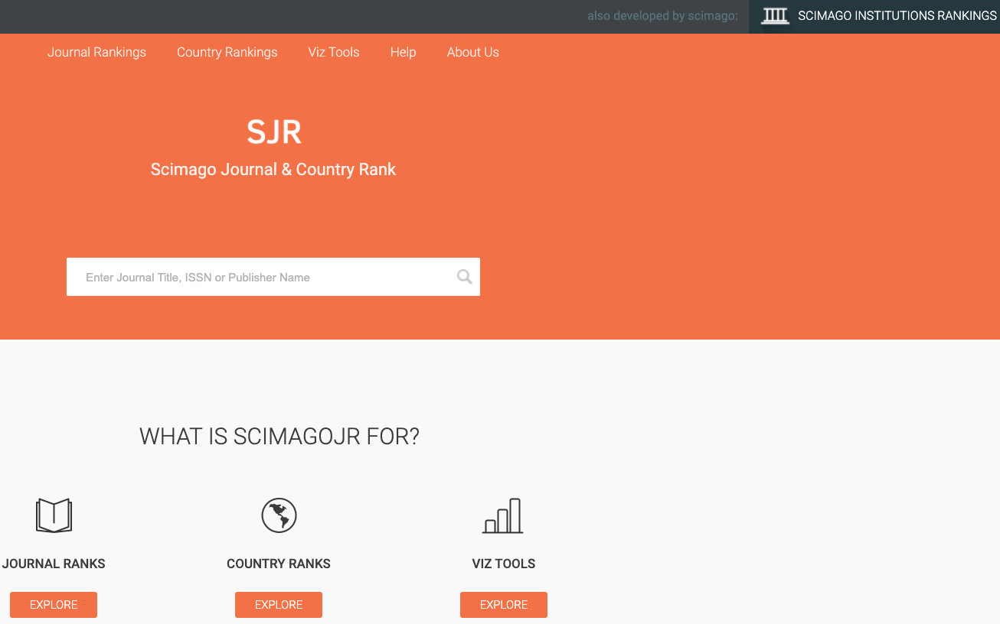 also developed by scimago:
SCIMAGO INSTITUTIONS RANKINGS
Journal Rankings
Country Rankings
Viz Tools
Help
About Us
SJR
Scimago Journal & Country Rank
Enter Journal Title, ISSN or Publisher Name
WHAT IS SCIMAGOJR FOR?
JOURNAL RANKS
COUNTRY RANKS
VIZ TOOLS
EXPLORE
EXPLORE
EXPLORE